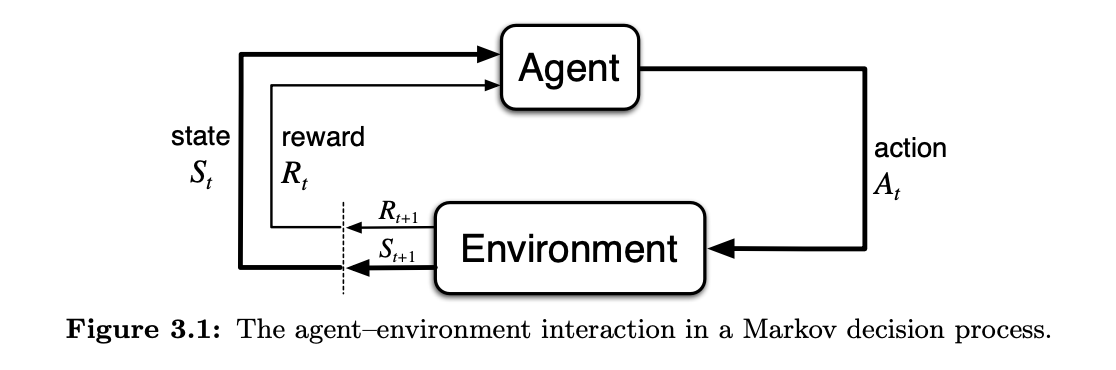 Agent
state
S_t
reward
R_t
action
A_t
R_{t+1}
S_{t+1}
Environment
Figure 3.1: The agent–environment interaction in a Markov decision process.